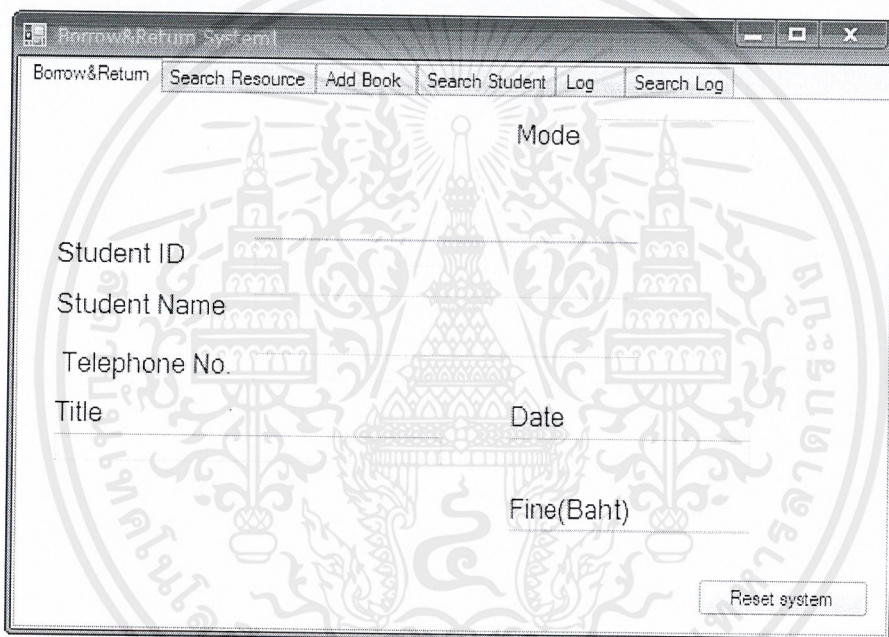 Borrow&Return System1
Borrow&Return Search Resource Add Book Search Student Log Search Log
Mode
Student ID
Student Name
Telephone No.
Title Date
Fine(Baht)
Reset system